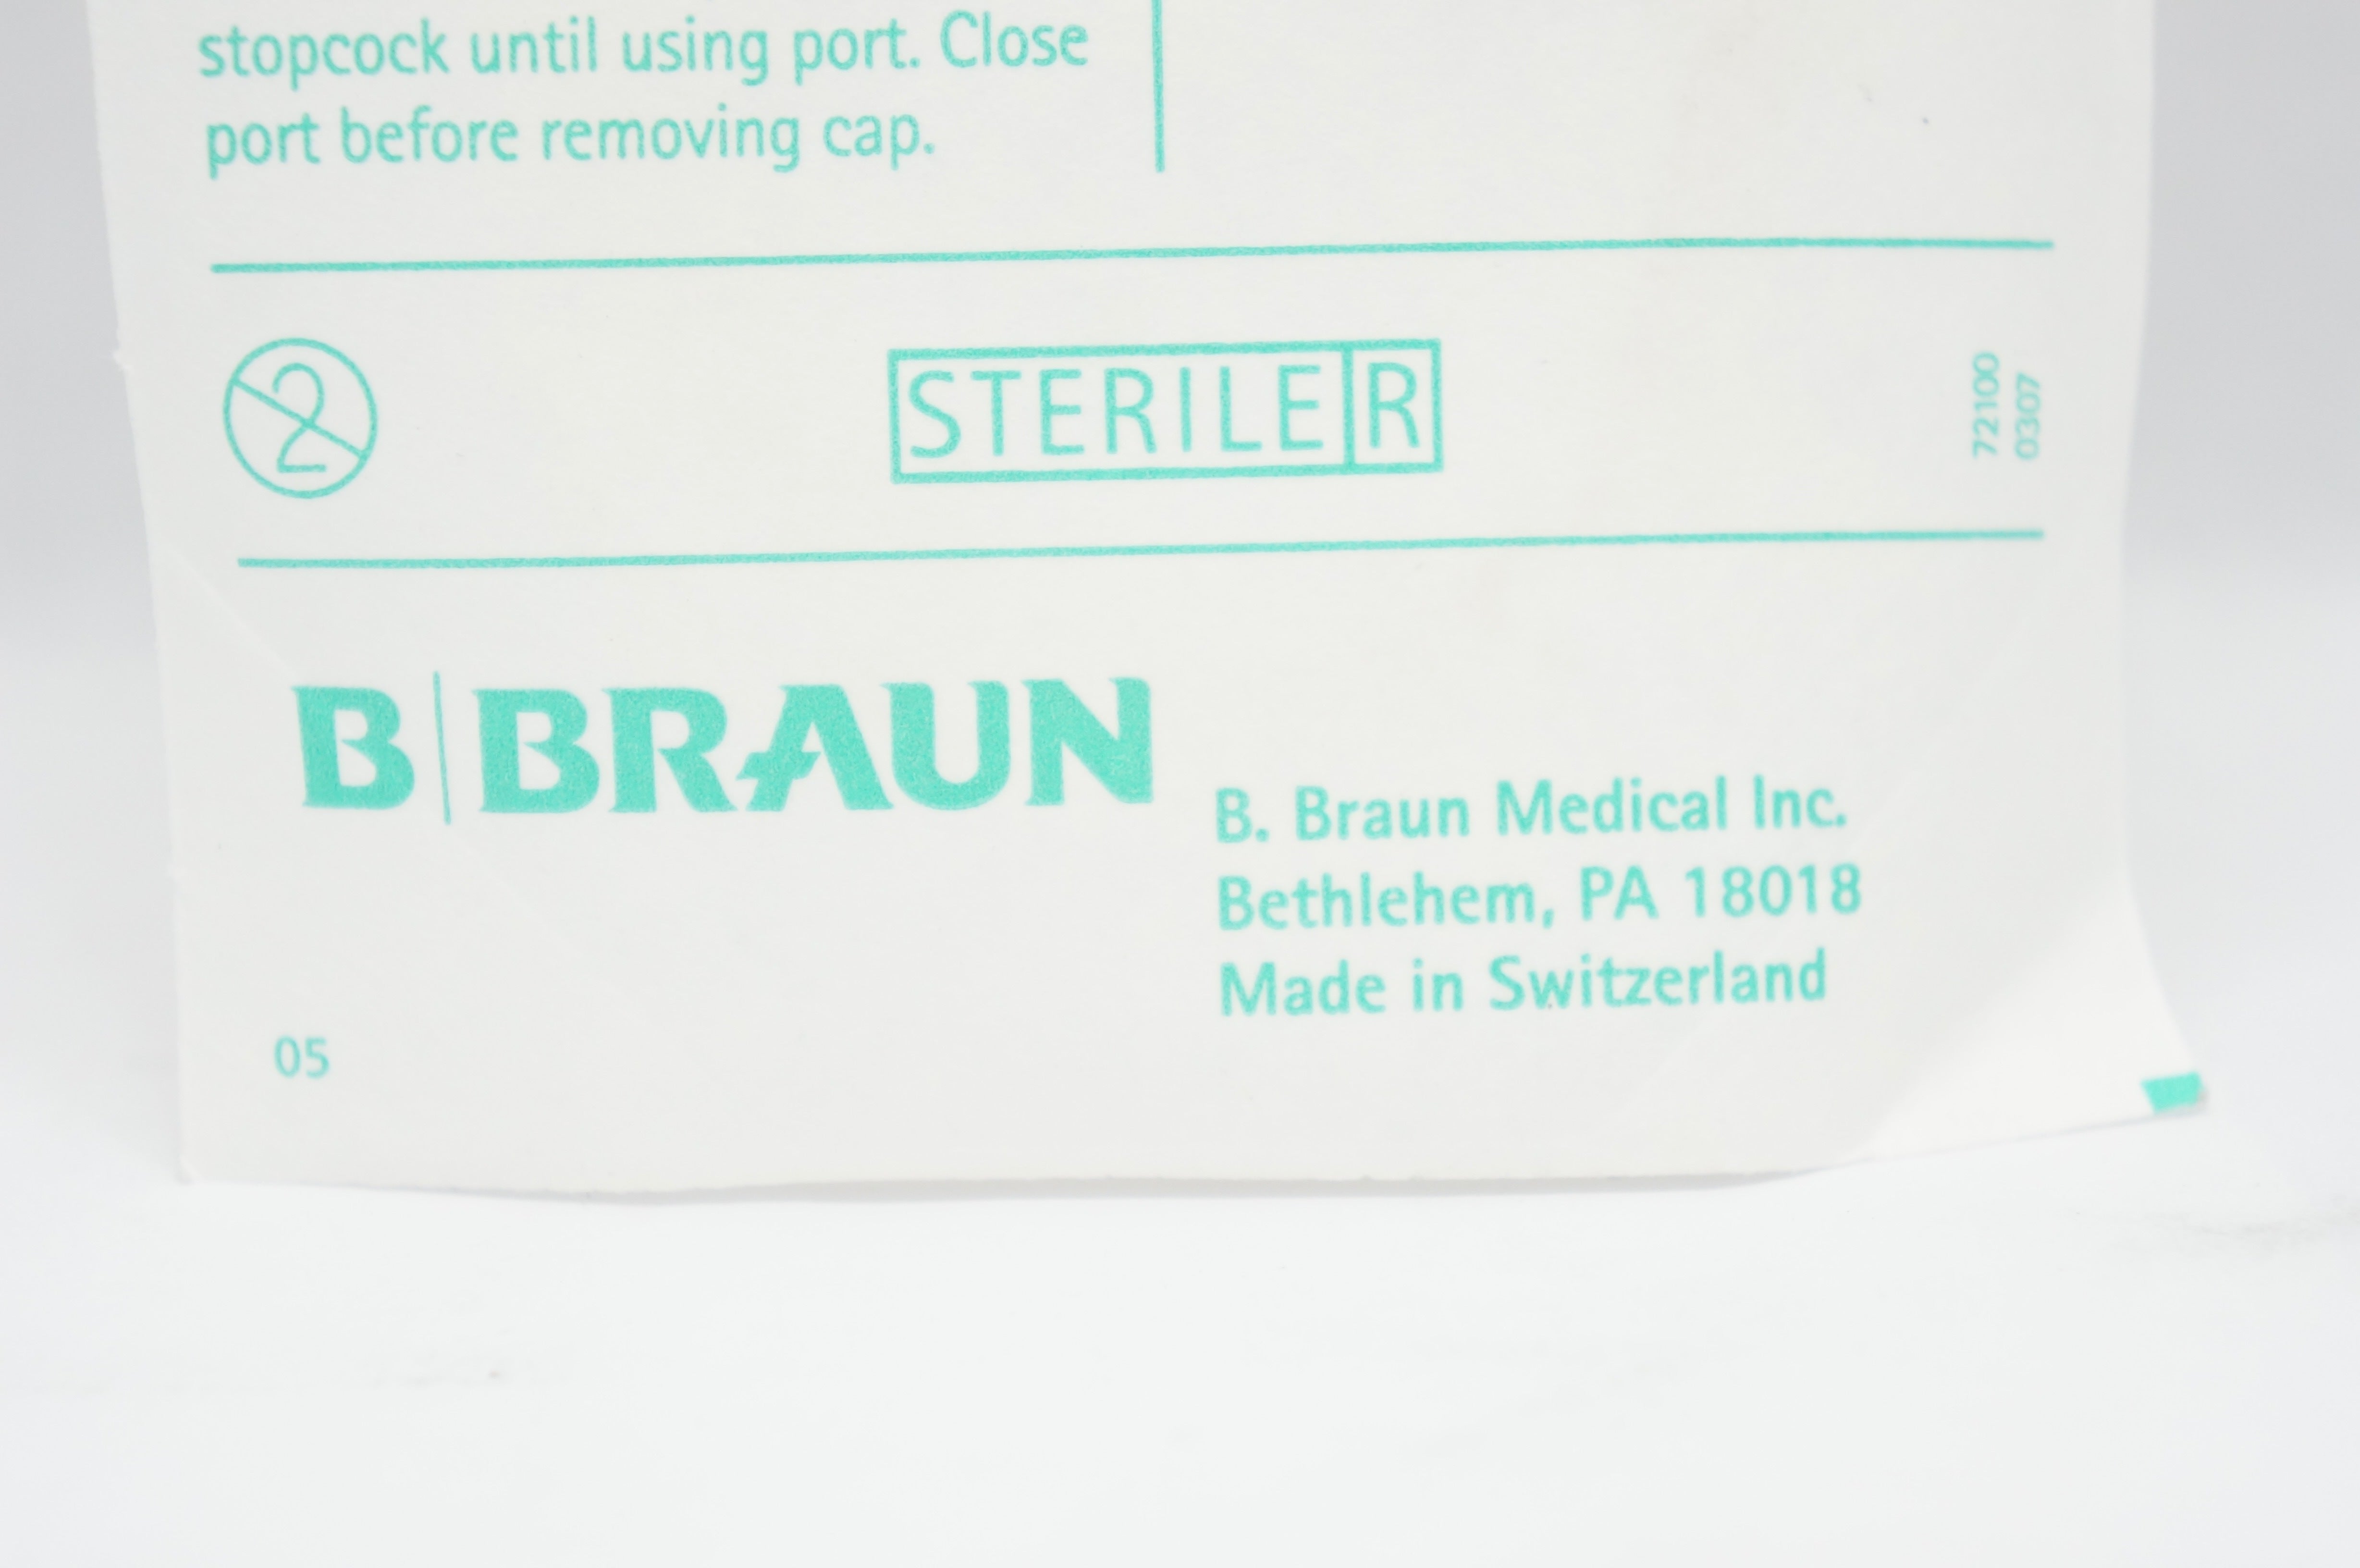 stopcock until using port. Close
port before removing cap.
2
STERILE R
72100
0307
B BRAUN
B. Braun Medical Inc.
Bethlehem, PA 18018
Made in Switzerland
05